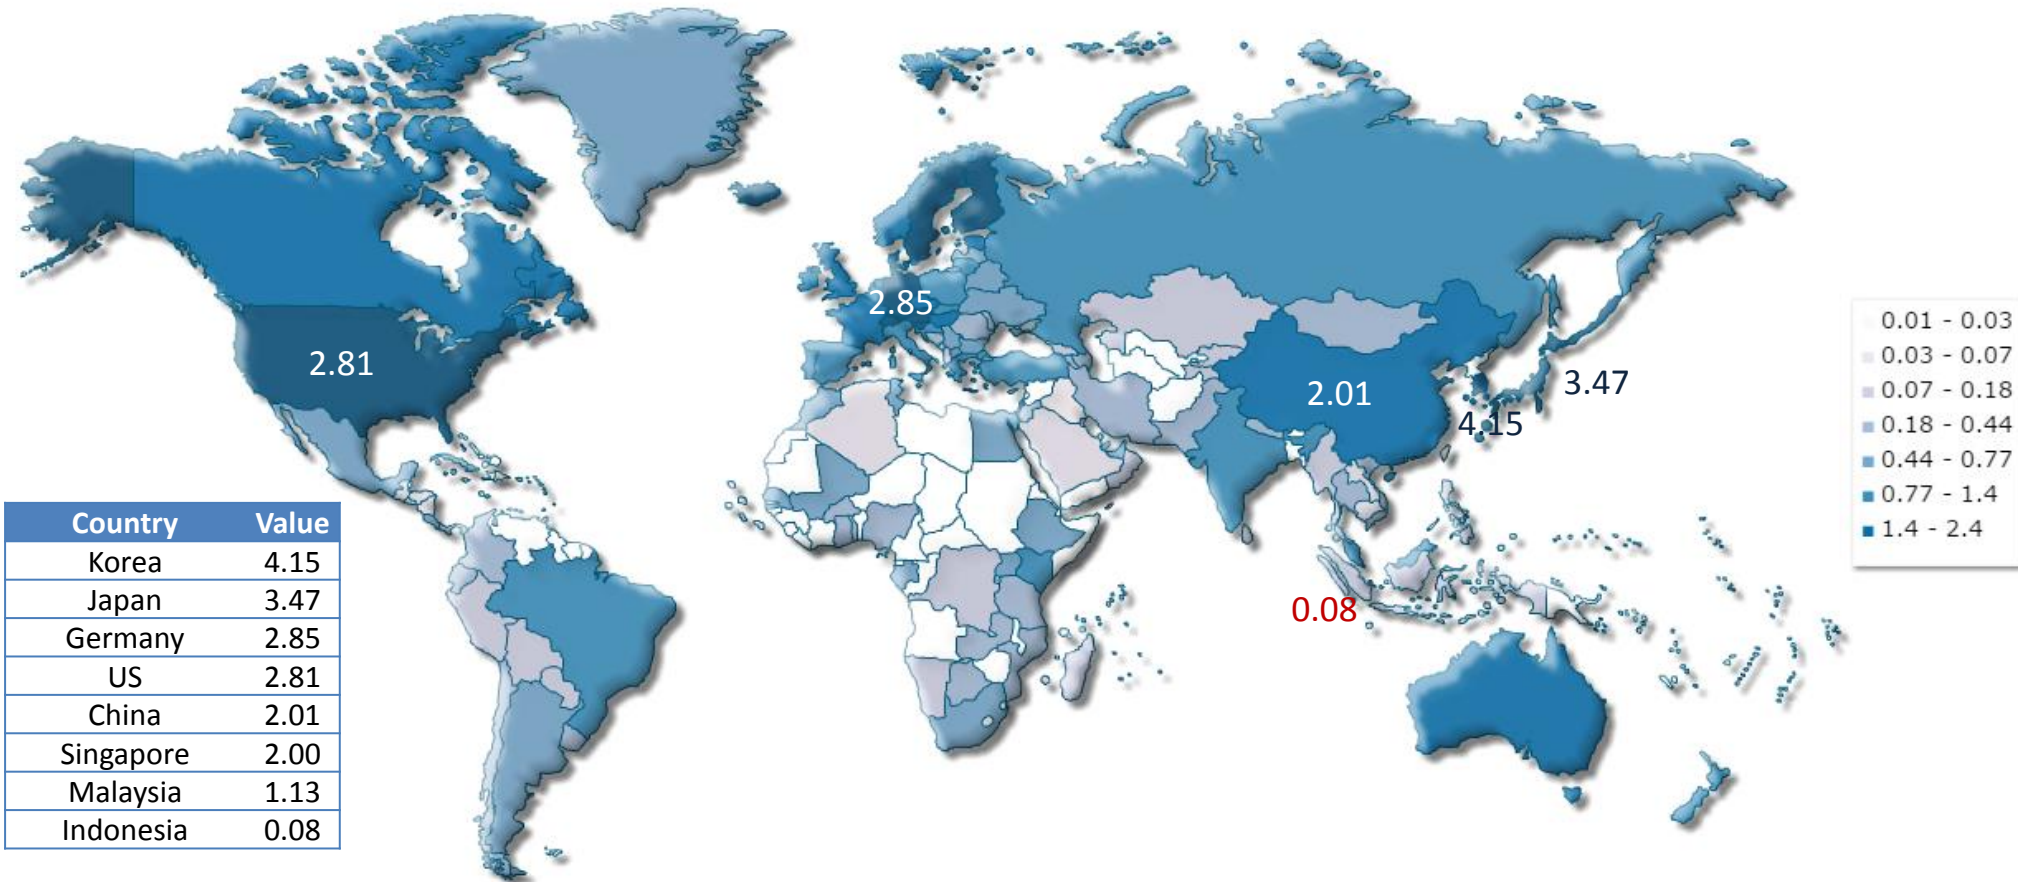 2.85
2.81
2.01
3.47
4.15
0.08
0.01 - 0.03
0.03 - 0.07
0.07 - 0.18
0.18 - 0.44
0.44 - 0.77
0.77 - 1.4
1.4 - 2.4
Country Value
Korea 4.15
Japan 3.47
Germany 2.85
US 2.81
China 2.01
Singapore 2.00
Malaysia 1.13
Indonesia 0.08